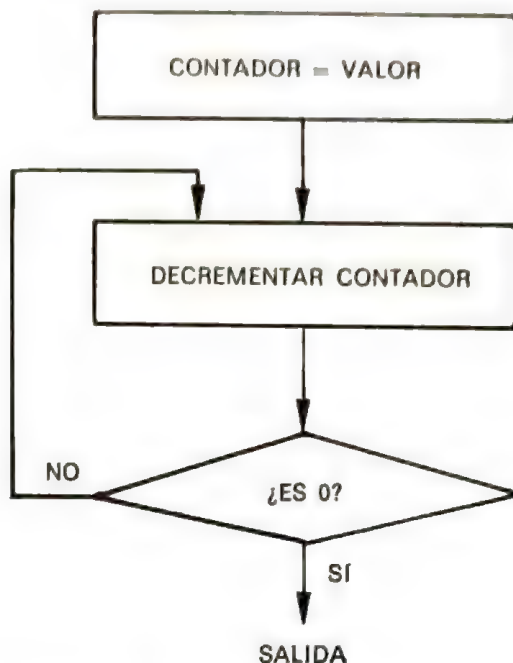 CONTADOR = VALOR
DECREMENTAR CONTADOR
¿ES 0?
NO
SÍ
SALIDA